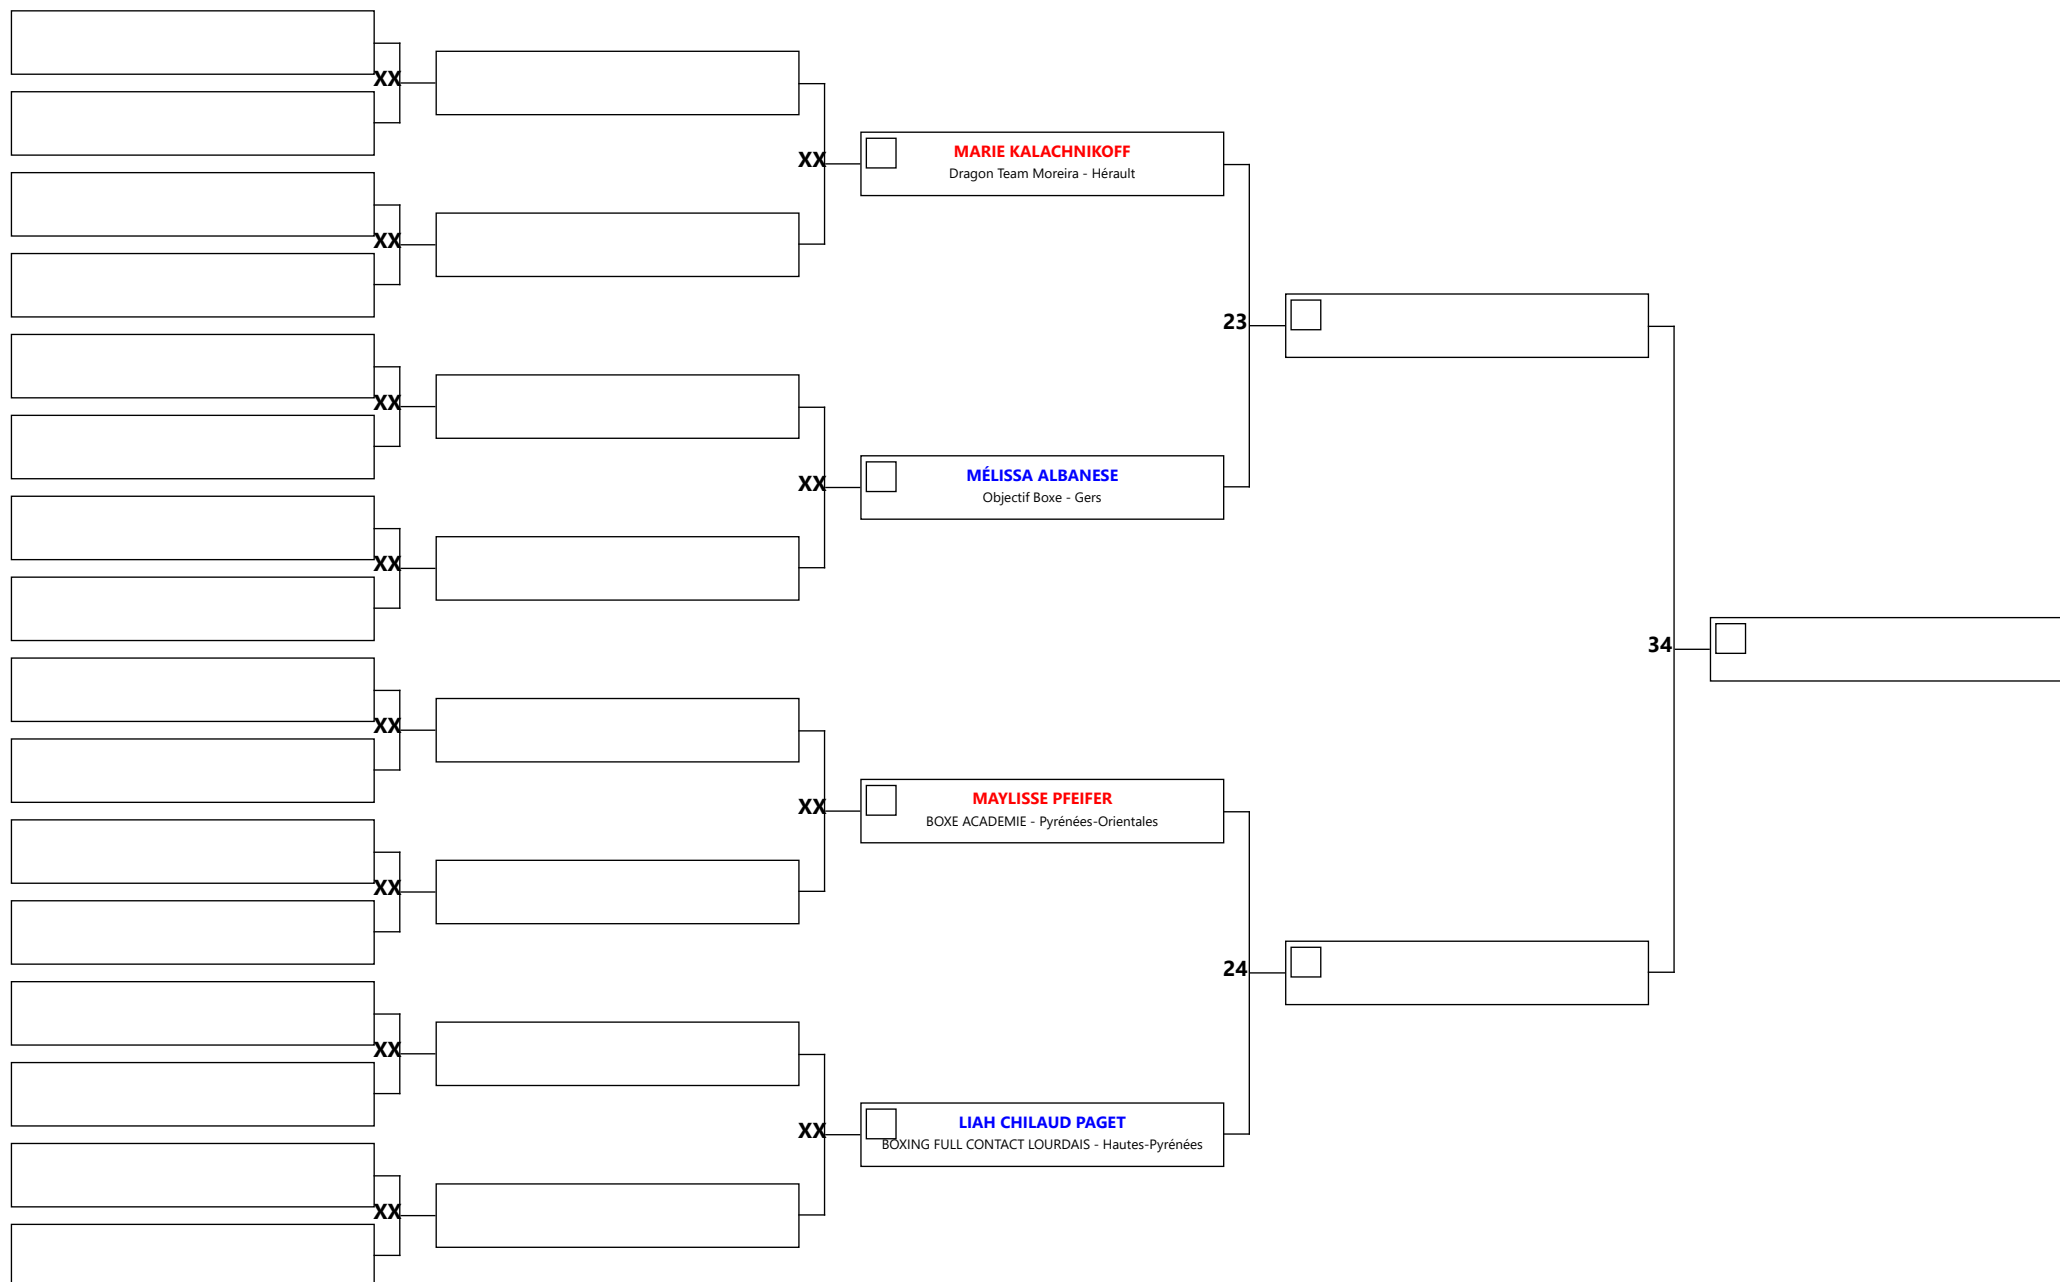 XX
XX
MARIE KALACHNIKOFF
Dragon Team Moreira - Hérault
XX
23
XX
XX
MÉLISSA ALBANESE
Objectif Boxe - Gers
XX
34
XX
XX
MAYLISSE PFEIFER
BOXE ACADEMIE - Pyrénées-Orientales
XX
24
XX
XX
LIAH CHILAUD PAGET
BOXING FULL CONTACT LOURDAIS - Hautes-Pyrénées
XX